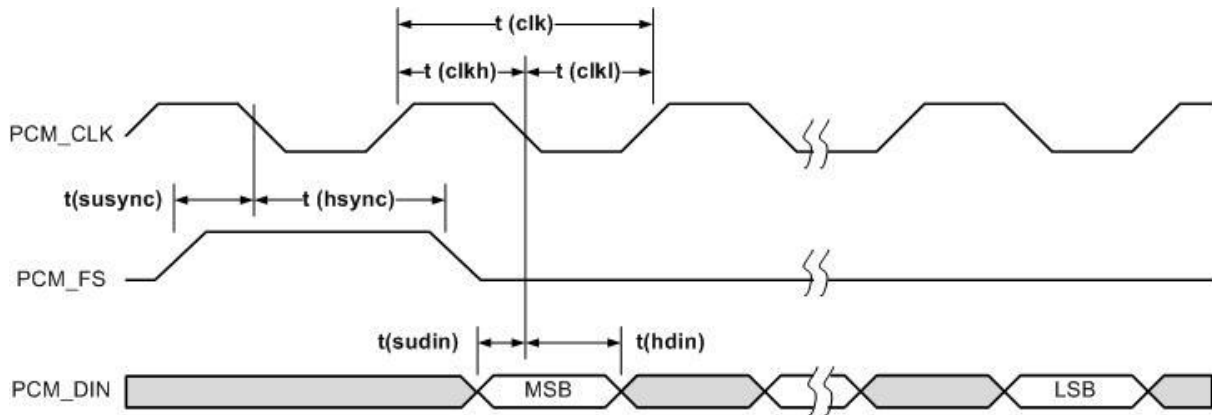 t (clk)
t (clkh)
t (clkl)
PCM_CLK
t(susync)
t (hsync)
PCM_FS
t(sudin)
t(hdin)
PCM_DIN
MSB
LSB